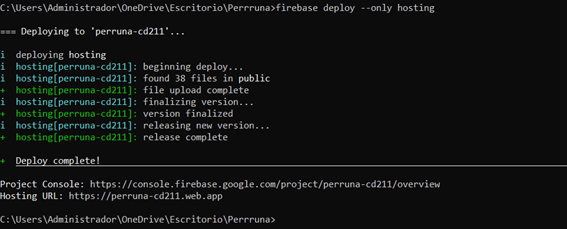 C:\Users\Administrador\OneDrive\Escritorio\Perrruna>firebase deploy --only hosting
=== Deploying to 'perruna-cd211'...
i  deploying hosting
i  hosting[perruna-cd211]: beginning deploy...
i  hosting[perruna-cd211]: found 38 files in public
+  hosting[perruna-cd211]: file upload complete
i  hosting[perruna-cd211]: finalizing version...
+  hosting[perruna-cd211]: version finalized
i  hosting[perruna-cd211]: releasing new version...
+  hosting[perruna-cd211]: release complete
+  Deploy complete!
Project Console: https://console.firebase.google.com/project/perruna-cd211/overview
Hosting URL: https://perruna-cd211.web.app
C:\Users\Administrador\OneDrive\Escritorio\Perrruna>